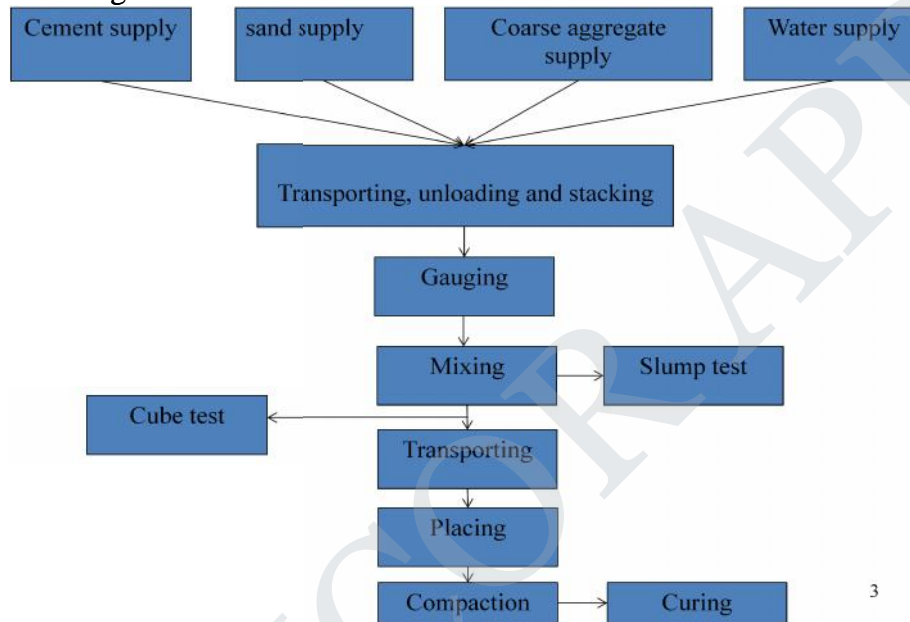 Cement supply
sand supply
Coarse aggregate
supply
Water supply
Transporting, unloading and stacking
Gauging
Mixing
Slump test
Cube test
Transporting
Placing
Compaction
Curing
3